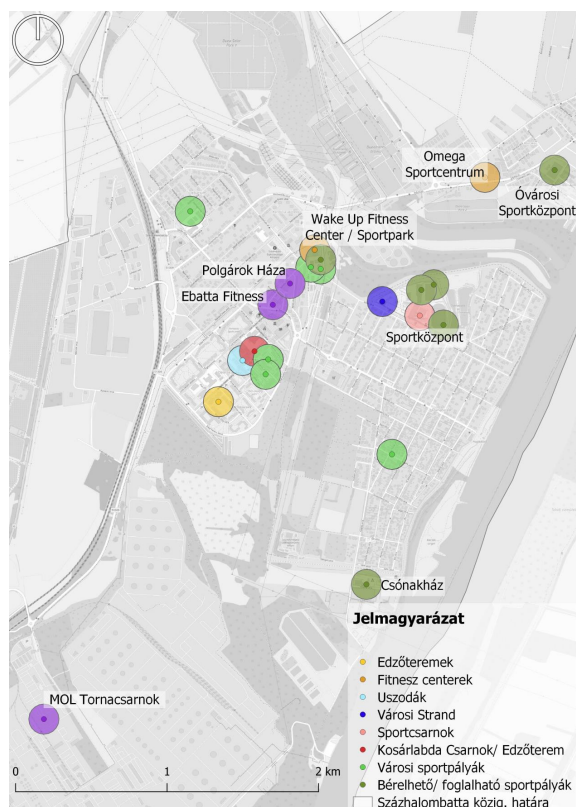 Omega
Sportcentrum
Óvárosi
Sportközpont
Wake Up Fitness
Center / Sportpark
Polgárok Háza
Ebatta Fitness
Sportközpont
Csónakház
MOL Tornacsarnok
Jelmagyarázat
Edzőteremek
Fitnesz centerek
Uszodák
Városi Strand
Sportcsarnok
Kosárlabda Csarnok/ Edzőterem
Városi sportpályák
Bérelhető/ foglalható sportpályák
Százhalombatta közig. határa
0 1 2 km